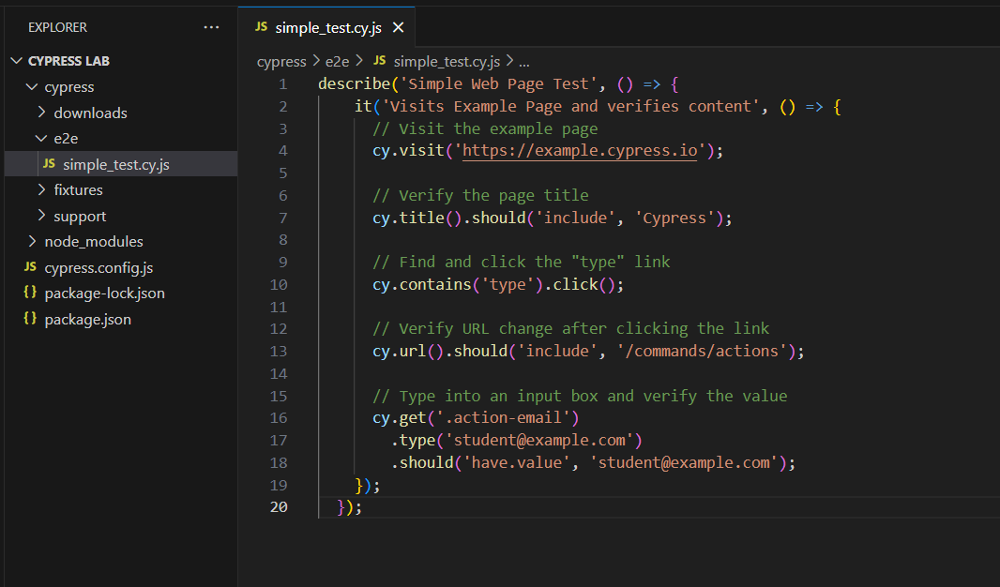 EXPLORER ...
CYPRESS LAB
cypress
downloads
e2e
JS simple_test.cy.js
fixtures
support
node_modules
JS cypress.config.js
{} package-lock.json
{} package.json
JS simple_test.cy.js ×
cypress > e2e > JS simple_test.cy.js > ...
1 describe('Simple Web Page Test', () => {
2     it('Visits Example Page and verifies content', () => {
3       // Visit the example page
4       cy.visit('https://example.cypress.io');
5
6       // Verify the page title
7       cy.title().should('include', 'Cypress');
8
9       // Find and click the "type" link
10       cy.contains('type').click();
11
12       // Verify URL change after clicking the link
13       cy.url().should('include', '/commands/actions');
14
15       // Type into an input box and verify the value
16       cy.get('.action-email')
17         .type('student@example.com')
18         .should('have.value', 'student@example.com');
19     });
20   });